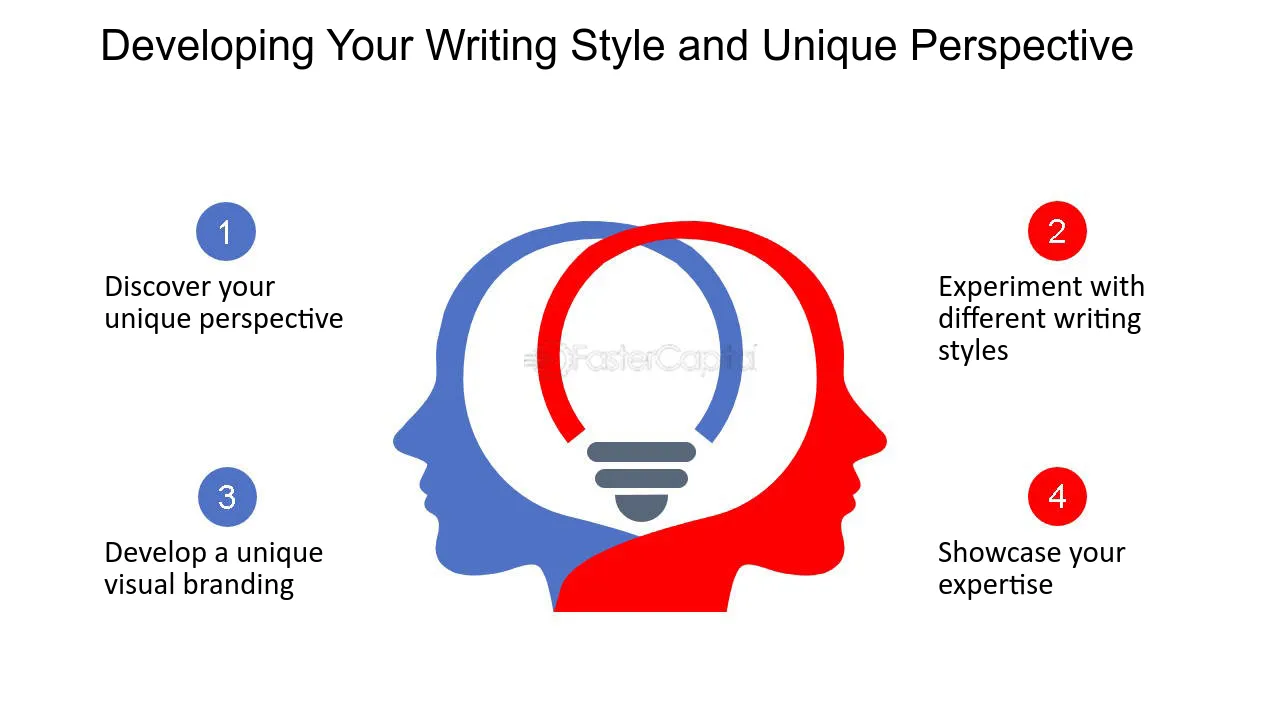 Developing Your Writing Style and Unique Perspective
1
Discover your
unique perspective
2
Experiment with
different writing
styles
FasterCapital
3
Develop a unique
visual branding
4
Showcase your
expertise